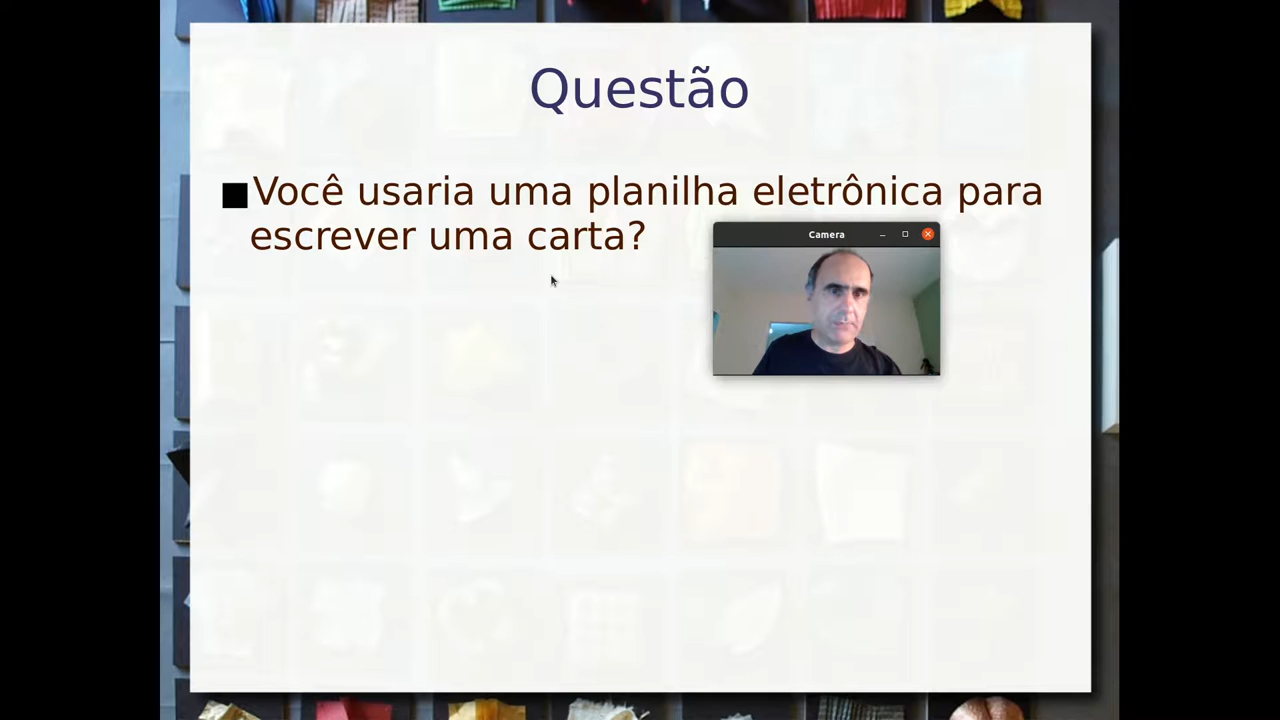 Questão
Você usaria uma planilha eletrônica para
escrever uma carta?
Camera